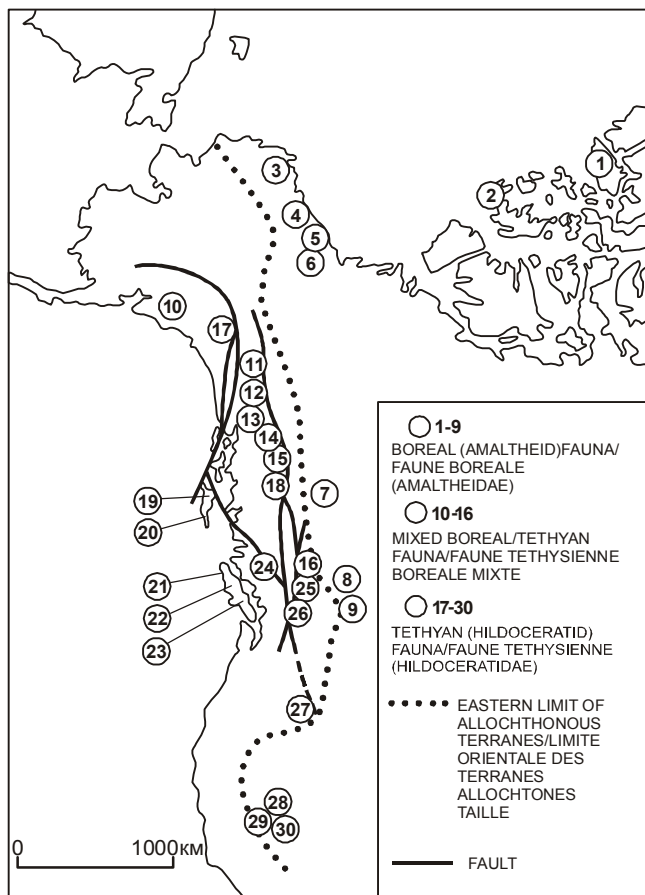 1
2
3
4
5
6
10
17
11
12
13
14
15
18
7
19
20
24
16
8
21
25
9
22
26
23
27
28
29
30
0
1000км
1-9
BOREAL (AMALTHEID)FAUNA/
FAUNE BOREALE
(AMALTHEIDAE)
10-16
MIXED BOREAL/TETHYAN
FAUNA/FAUNE TETHYSIENNE
BOREALE MIXTE
17-30
TETHYAN (HILDOCERATID)
FAUNA/FAUNE TETHYSIENNE
(HILDOCERATIDAE)
EASTERN LIMIT OF
ALLOCHTHONOUS
TERRANES/LIMITE
ORIENTALE DES
TERRANES
ALLOCHTONES
TAILLE
FAULT